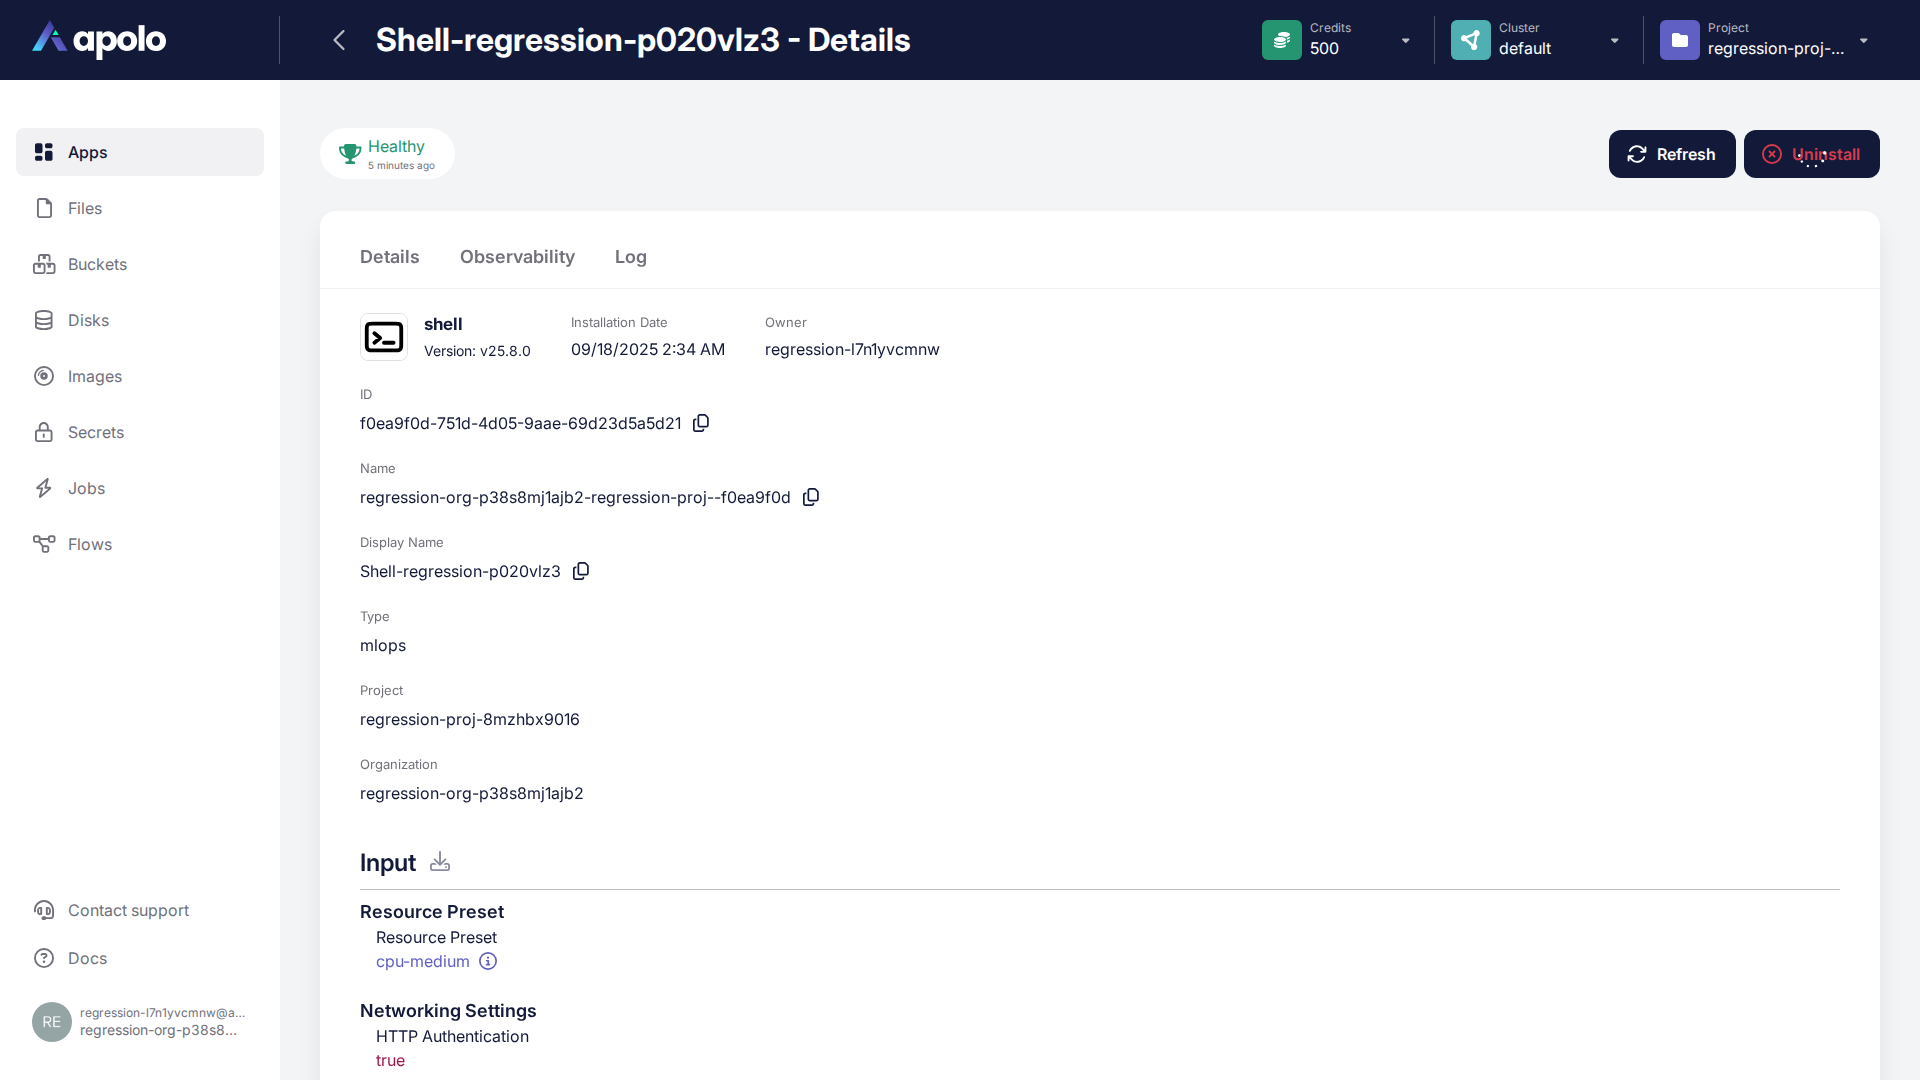 apolo
Shell-regression-p020vlz3 - Details
Credits
500
Cluster
default
Project
regression-proj-...
Apps
Files
Buckets
Disks
Images
Secrets
Jobs
Flows
Contact support
Docs
RE
regression-l7n1yvcmnw@a...
regression-org-p38s8...
Healthy
5 minutes ago
Refresh
Uninstall
Details
Observability
Log
shell
Version: v25.8.0
Installation Date
09/18/2025 2:34 AM
Owner
regression-l7n1yvcmnw
ID
f0ea9f0d-751d-4d05-9aae-69d23d5a5d21
Name
regression-org-p38s8mj1ajb2-regression-proj--f0ea9f0d
Display Name
Shell-regression-p020vlz3
Type
mlops
Project
regression-proj-8mzhbx9016
Organization
regression-org-p38s8mj1ajb2
Input
Resource Preset
Resource Preset
cpu-medium
Networking Settings
HTTP Authentication
true